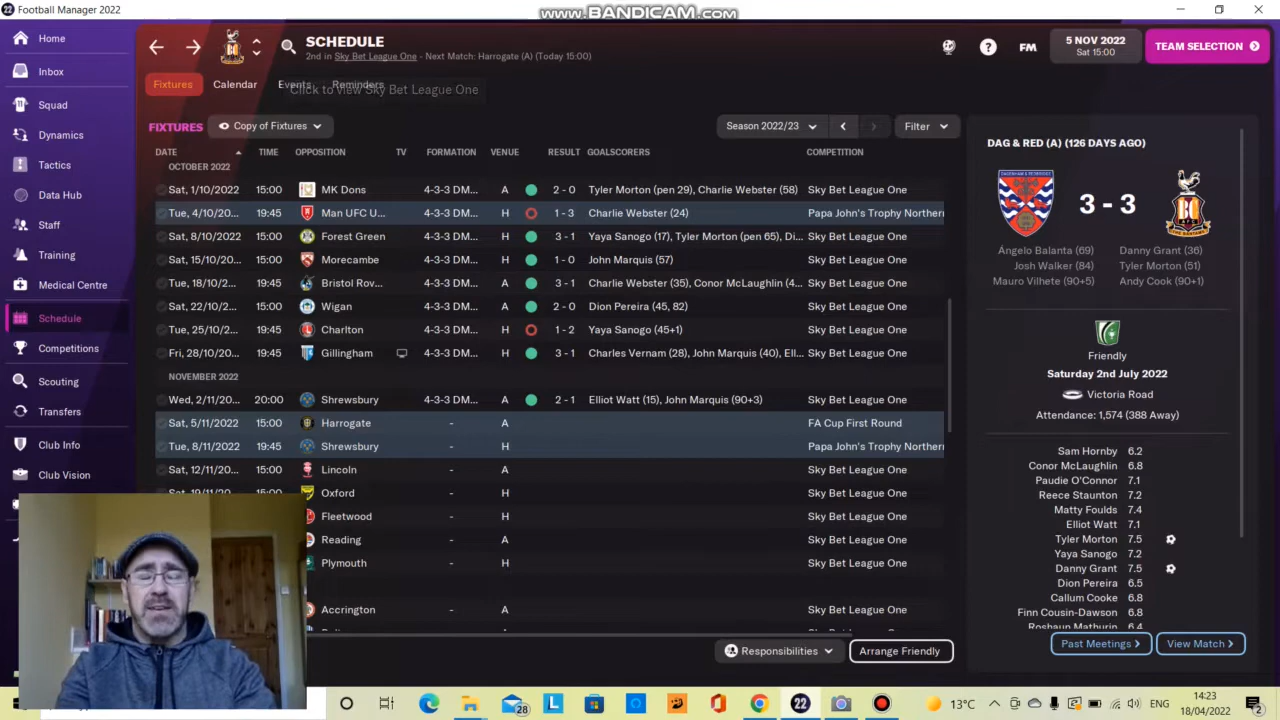 22 Football Manager 2022
www.BANDICAM.com
Home
Inbox
Squad
Dynamics
Tactics
Data Hub
Staff
Training
Medical Centre
Schedule
Competitions
Scouting
Transfers
Club Info
Club Vision
SCHEDULE
2nd in Sky Bet League One - Next Match: Harrogate (A) (Today 15:00)
FM
5 NOV 2022
Sat 15:00
TEAM SELECTION
Fixtures Calendar Events Reminders
Click to view Sky Bet League One
FIXTURES Copy of Fixtures Season 2022/23 Filter
DATE TIME OPPOSITION TV FORMATION VENUE RESULT GOALSCORERS COMPETITION
OCTOBER 2022
Sat, 1/10/2022 15:00 MK Dons 4-3-3 DM... A 2 - 0 Tyler Morton (pen 29), Charlie Webster (58) Sky Bet League One
Tue, 4/10/20... 19:45 Man UFC U... 4-3-3 DM... H 1 - 3 Charlie Webster (24) Papa John's Trophy Northern
Sat, 8/10/2022 15:00 Forest Green 4-3-3 DM... H 3 - 1 Yaya Sanogo (17), Tyler Morton (pen 65), Di... Sky Bet League One
Sat, 15/10/20... 15:00 Morecambe 4-3-3 DM... H 1 - 0 John Marquis (57) Sky Bet League One
Tue, 18/10/2... 19:45 Bristol Rov... 4-3-3 DM... A 3 - 1 Charlie Webster (35), Conor McLaughlin (4... Sky Bet League One
Sat, 22/10/2... 15:00 Wigan 4-3-3 DM... A 2 - 0 Dion Pereira (45, 82) Sky Bet League One
Tue, 25/10/2... 19:45 Charlton 4-3-3 DM... H 1 - 2 Yaya Sanogo (45+1) Sky Bet League One
Fri, 28/10/20... 19:45 Gillingham 4-3-3 DM... H 3 - 1 Charles Vernam (28), John Marquis (40), Ell... Sky Bet League One
NOVEMBER 2022
Wed, 2/11/20... 20:00 Shrewsbury 4-3-3 DM... A 2 - 1 Elliot Watt (15), John Marquis (90+3) Sky Bet League One
Sat, 5/11/2022 15:00 Harrogate - A FA Cup First Round
Tue, 8/11/2022 19:45 Shrewsbury - H Papa John's Trophy Northern
Sat, 12/11/20... 15:00 Lincoln - A Sky Bet League One
Sat, 19/11/20... 15:00 Oxford - H Sky Bet League One
Fleetwood - H Sky Bet League One
Reading - A Sky Bet League One
Plymouth - H Sky Bet League One
Accrington - A Sky Bet League One
Responsibilities Arrange Friendly
DAG & RED (A) (126 DAYS AGO)
3 - 3
Ángelo Balanta (69) Danny Grant (36)
Josh Walker (84) Tyler Morton (51)
Mauro Vilhete (90+5) Andy Cook (90+1)
Friendly
Saturday 2nd July 2022
Victoria Road
Attendance: 1,574 (388 Away)
Sam Hornby 6.2
Conor McLaughlin 6.8
Paudie O'Connor 7.1
Reece Staunton 7.2
Matty Foulds 7.4
Elliot Watt 7.1
Tyler Morton 7.5
Yaya Sanogo 7.2
Danny Grant 7.5
Dion Pereira 6.5
Callum Cooke 6.8
Finn Cousin-Dawson 6.8
Roshaun Mathurin 6.4
Past Meetings View Match
28
22
13°C
14:23
18/04/2022
2